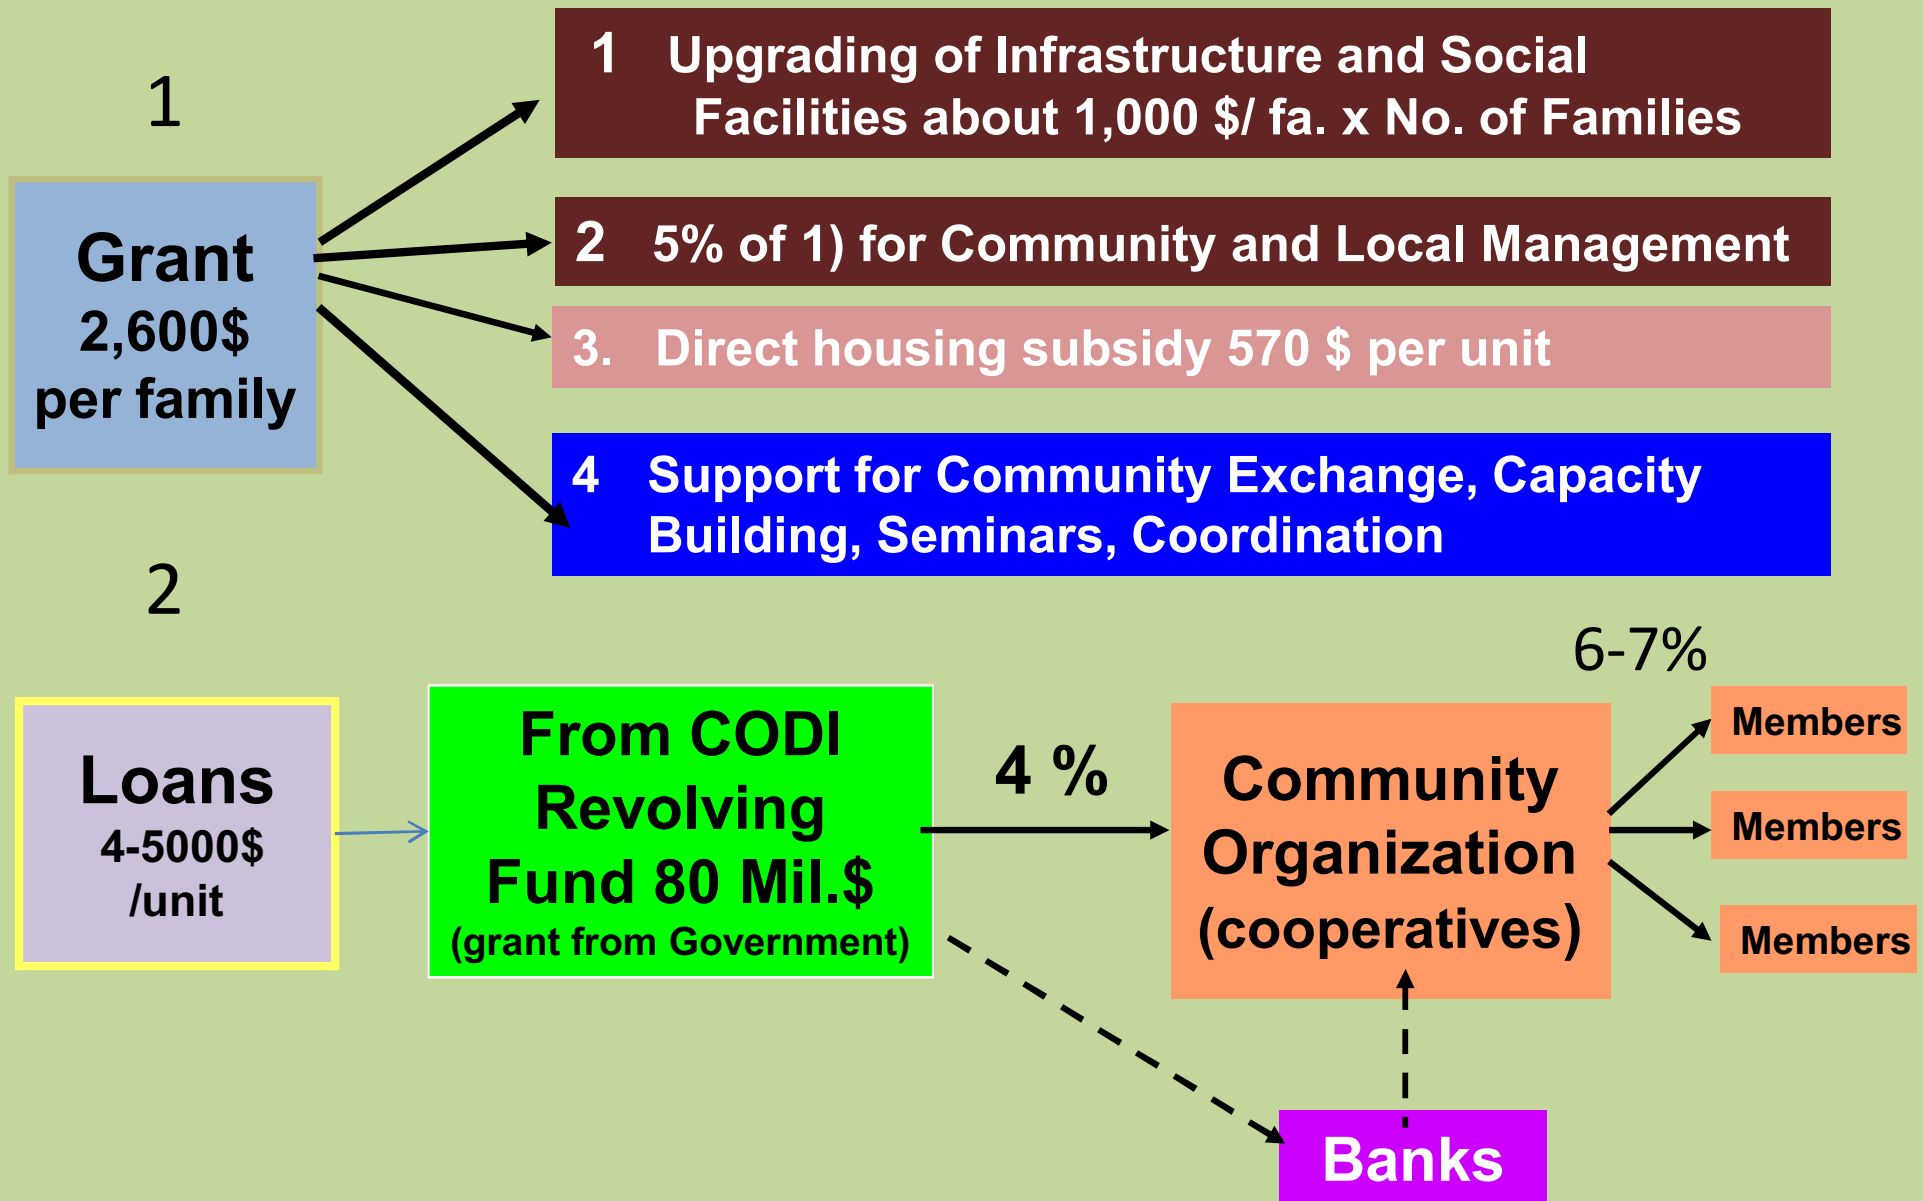 1
Grant
2,600$
per family
1 Upgrading of Infrastructure and Social
Facilities about 1,000 $/ fa. x No. of Families
2 5% of 1) for Community and Local Management
3. Direct housing subsidy 570 $ per unit
4 Support for Community Exchange, Capacity
Building, Seminars, Coordination
2
Loans
4-5000$
/unit
From CODI
Revolving
Fund 80 Mil.$
(grant from Government)
4 %
Community
Organization
(cooperatives)
6-7%
Members
Members
Members
Banks